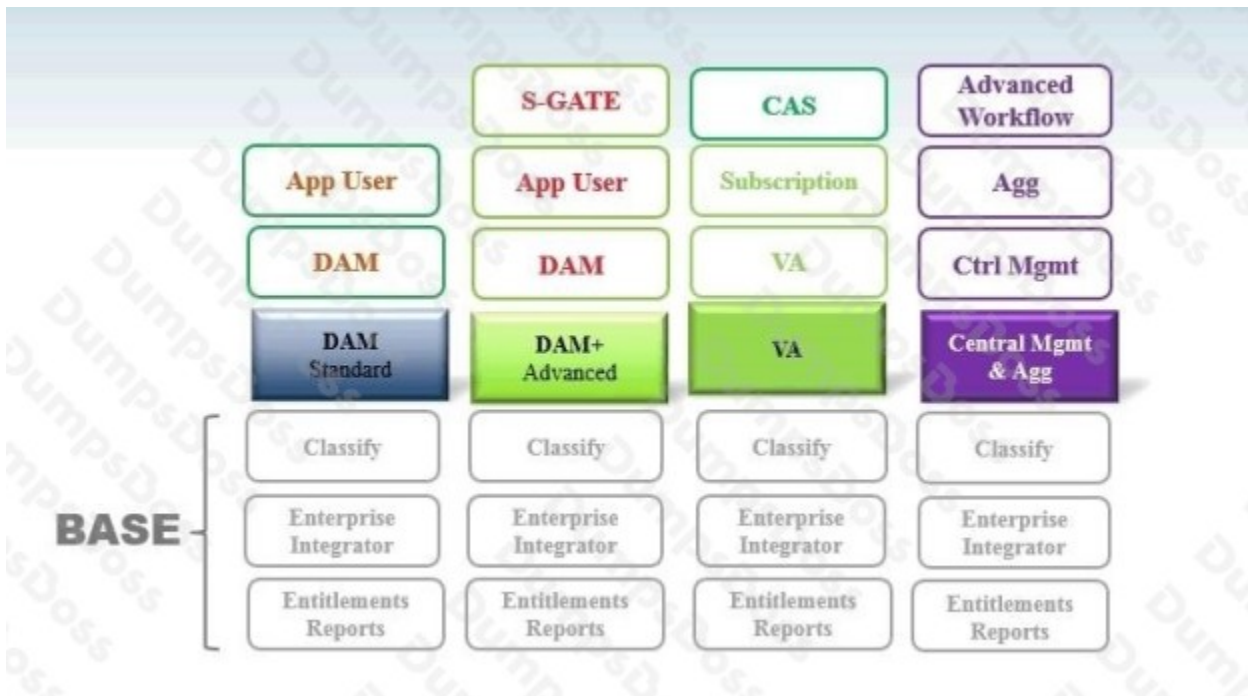 S-GATE
CAS
Advanced
Workflow
App User
App User
Subscription
Agg
DAM
DAM
VA
Ctrl Mgmt
DAM
Standard
DAM+
Advanced
VA
Central Mgmt
& Agg
BASE
Classify
Classify
Classify
Classify
Enterprise
Integrator
Enterprise
Integrator
Enterprise
Integrator
Enterprise
Integrator
Entitlements
Reports
Entitlements
Reports
Entitlements
Reports
Entitlements
Reports
DumpsDoss